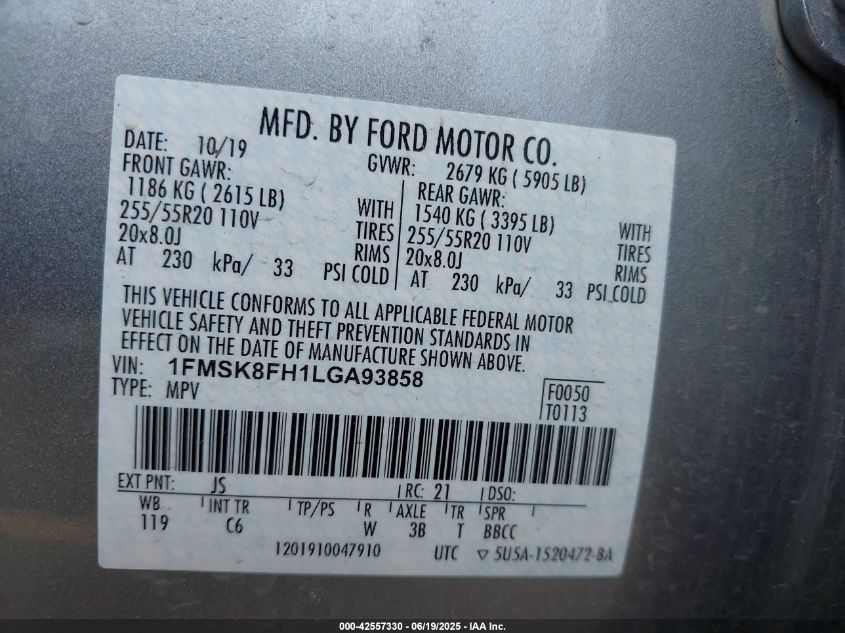 MFD. BY FORD MOTOR CO.
DATE: 10/19 GVWR: 2679 KG ( 5905 LB)
FRONT GAWR: REAR GAWR:
1186 KG ( 2615 LB) WITH 1540 KG ( 3395 LB) WITH
255/55R20 110V TIRES 255/55R20 110V TIRES
20x8.0J RIMS 20x8.0J RIMS
AT 230 kPa/ 33 PSI COLD AT 230 kPa/ 33 PSI COLD
THIS VEHICLE CONFORMS TO ALL APPLICABLE FEDERAL MOTOR
VEHICLE SAFETY AND THEFT PREVENTION STANDARDS IN
EFFECT ON THE DATE OF MANUFACTURE SHOWN ABOVE.
VIN: 1FMSK8FH1LGA93858
TYPE: MPV F0050
T0113
EXT PNT: JS RC: 21 DSO:
WB INT TR TP/PS R AXLE TR SPR
119 C6 W 3B T BBCC
1201910047910 UTC ▽ 5U5A-1520472-BA
000-42557330 - 06/19/2025 - IAA Inc.